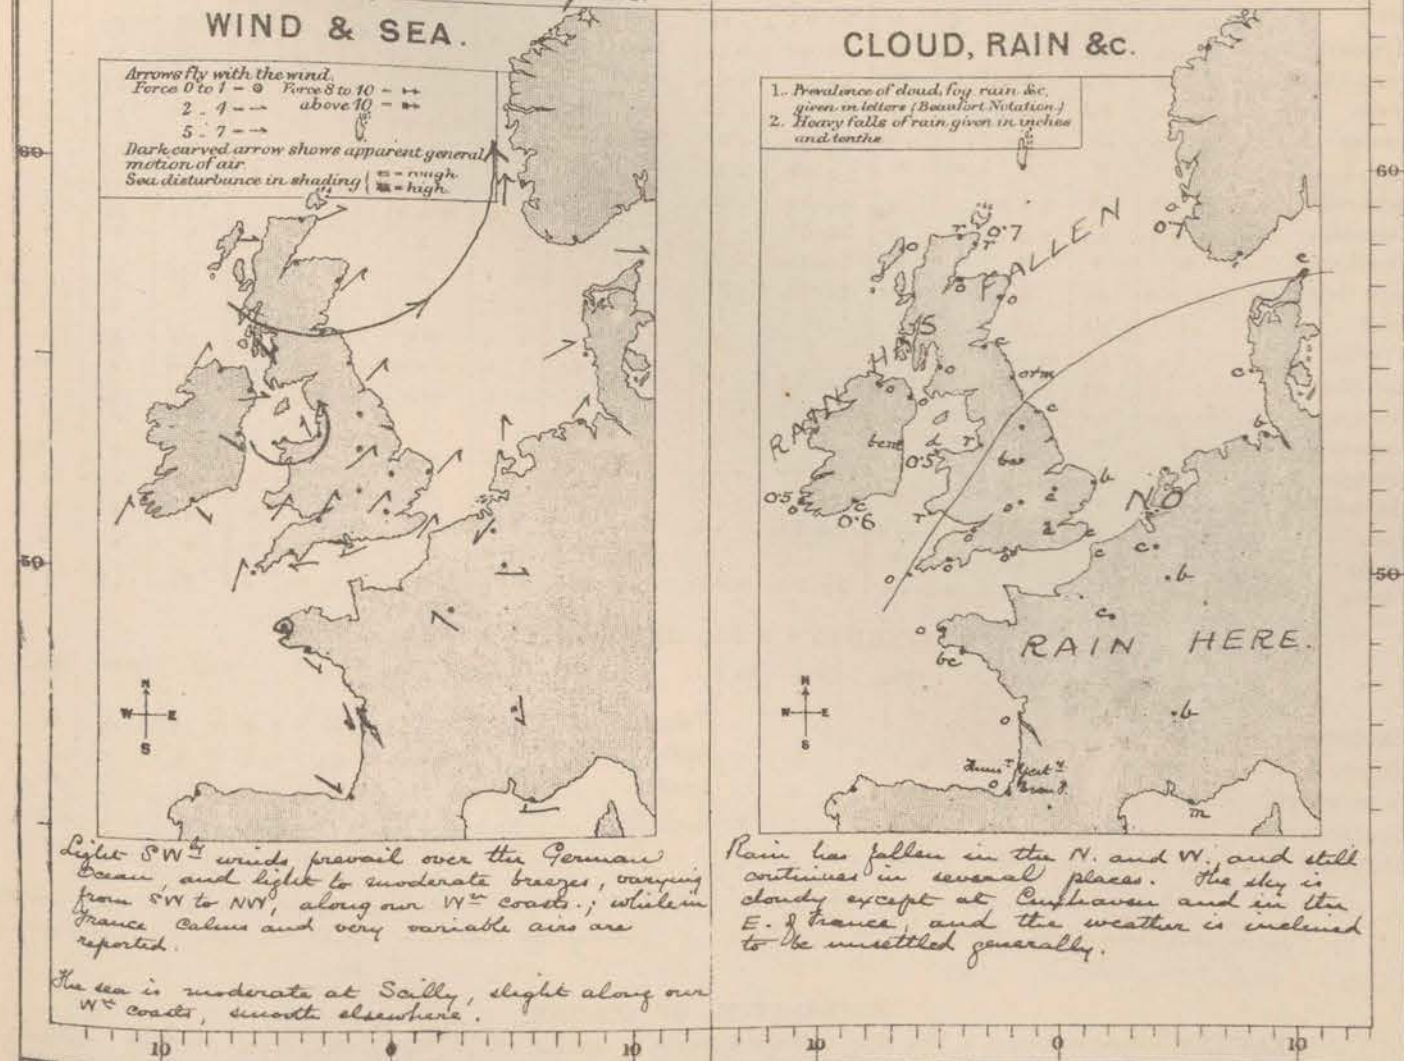 WIND & SEA.
Arrows fly with the wind.
Force 0 to 1 - Force 8 to 10 -
2 - 4 - above 10 -
5 - 7 -
Dark curved arrow shows apparent general
motion of air.
Sea disturbance in shading { = rough
= high
60
50
N
W E
S
Light SWly winds prevail over the German
Ocean, and light to moderate breezes, varying
from SW to NW, along our Wn coasts; while in
France Calms and very variable airs are
reported.
The sea is moderate at Scilly, slight along our
Wn coasts, smooth elsewhere.
10 0 10
CLOUD, RAIN &c.
1. Prevalence of cloud, fog, rain &c.
given in letters (Beaufort Notation.)
2. Heavy falls of rain given in inches
and tenths
60
50
RAIN HAS FALLEN
NO
RAIN HERE.
r
r
0.7
0.7
c
o
o
o
c
o
orm
c
o
c
bem
d
r
0.5
b
b
0.5
c
0.6
r
o
c
c
c
o
b
c
o
bc
o
b
o
m
N
W E
S
Rain has fallen in the N. and W., and still
continues in several places. The sky is
cloudy except at Cuxhaven and in the
E. of France, and the weather is inclined
to be unsettled generally.
10 0 10